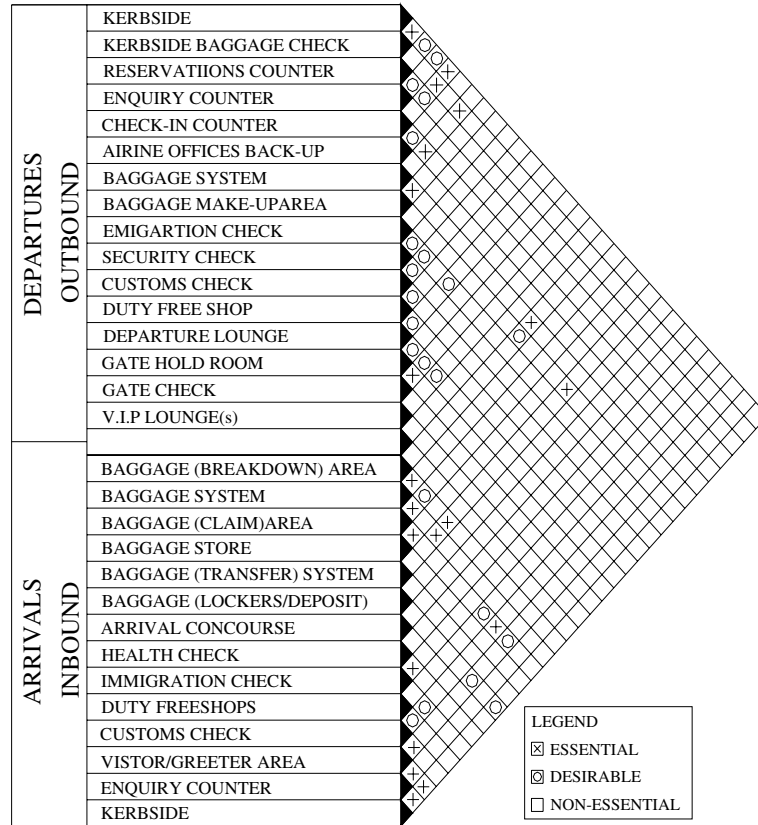 DEPARTURES
OUTBOUND
KERBSIDE
KERBSIDE BAGGAGE CHECK
RESERVATIIONS COUNTER
ENQUIRY COUNTER
CHECK-IN COUNTER
AIRINE OFFICES BACK-UP
BAGGAGE SYSTEM
BAGGAGE MAKE-UPAREA
EMIGARTION CHECK
SECURITY CHECK
CUSTOMS CHECK
DUTY FREE SHOP
DEPARTURE LOUNGE
GATE HOLD ROOM
GATE CHECK
V.I.P LOUNGE(s)
ARRIVALS
INBOUND
BAGGAGE (BREAKDOWN) AREA
BAGGAGE SYSTEM
BAGGAGE (CLAIM)AREA
BAGGAGE STORE
BAGGAGE (TRANSFER) SYSTEM
BAGGAGE (LOCKERS/DEPOSIT)
ARRIVAL CONCOURSE
HEALTH CHECK
IMMIGRATION CHECK
DUTY FREESHOPS
CUSTOMS CHECK
VISTOR/GREETER AREA
ENQUIRY COUNTER
KERBSIDE
LEGEND
ESSENTIAL
DESIRABLE
NON-ESSENTIAL